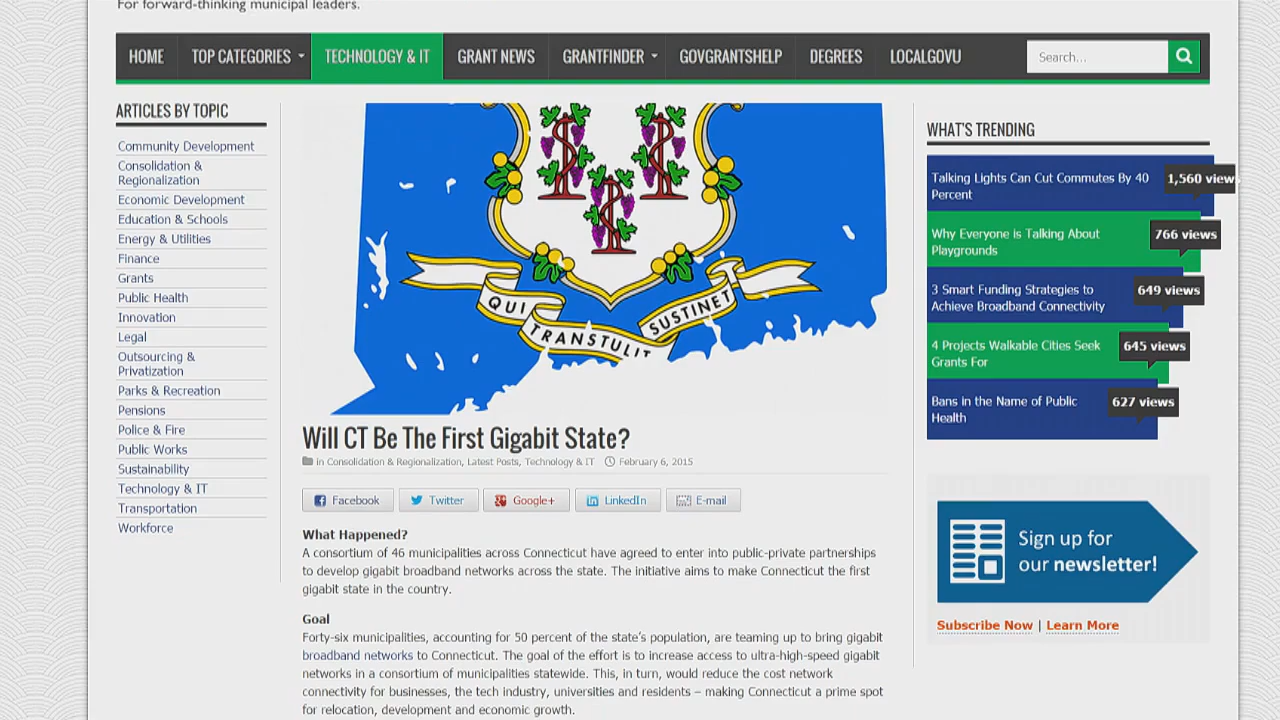 For forward-thinking municipal leaders.
HOME TOP CATEGORIES TECHNOLOGY & IT GRANT NEWS GRANTFINDER GOVGRANTSHELP DEGREES LOCALGOVU Search...
ARTICLES BY TOPIC
Community Development
Consolidation &
Regionalization
Economic Development
Education & Schools
Energy & Utilities
Finance
Grants
Public Health
Innovation
Legal
Outsourcing &
Privatization
Parks & Recreation
Pensions
Police & Fire
Public Works
Sustainability
Technology & IT
Transportation
Workforce
QUI TRANSTULIT SUSTINET
Will CT Be The First Gigabit State?
in Consolidation & Regionalization, Latest Posts, Technology & IT February 6, 2015
Facebook Twitter Google+ LinkedIn E-mail
What Happened?
A consortium of 46 municipalities across Connecticut have agreed to enter into public-private partnerships
to develop gigabit broadband networks across the state. The initiative aims to make Connecticut the first
gigabit state in the country.
Goal
Forty-six municipalities, accounting for 50 percent of the state's population, are teaming up to bring gigabit
broadband networks to Connecticut. The goal of the effort is to increase access to ultra-high-speed gigabit
networks in a consortium of municipalities statewide. This, in turn, would reduce the cost network
connectivity for businesses, the tech industry, universities and residents – making Connecticut a prime spot
for relocation, development and economic growth.
WHAT'S TRENDING
Talking Lights Can Cut Commutes By 40
Percent
1,560 views
Why Everyone is Talking About
Playgrounds
766 views
3 Smart Funding Strategies to
Achieve Broadband Connectivity
649 views
4 Projects Walkable Cities Seek
Grants For
645 views
Bans in the Name of Public
Health
627 views
Sign up for
our newsletter!
Subscribe Now | Learn More